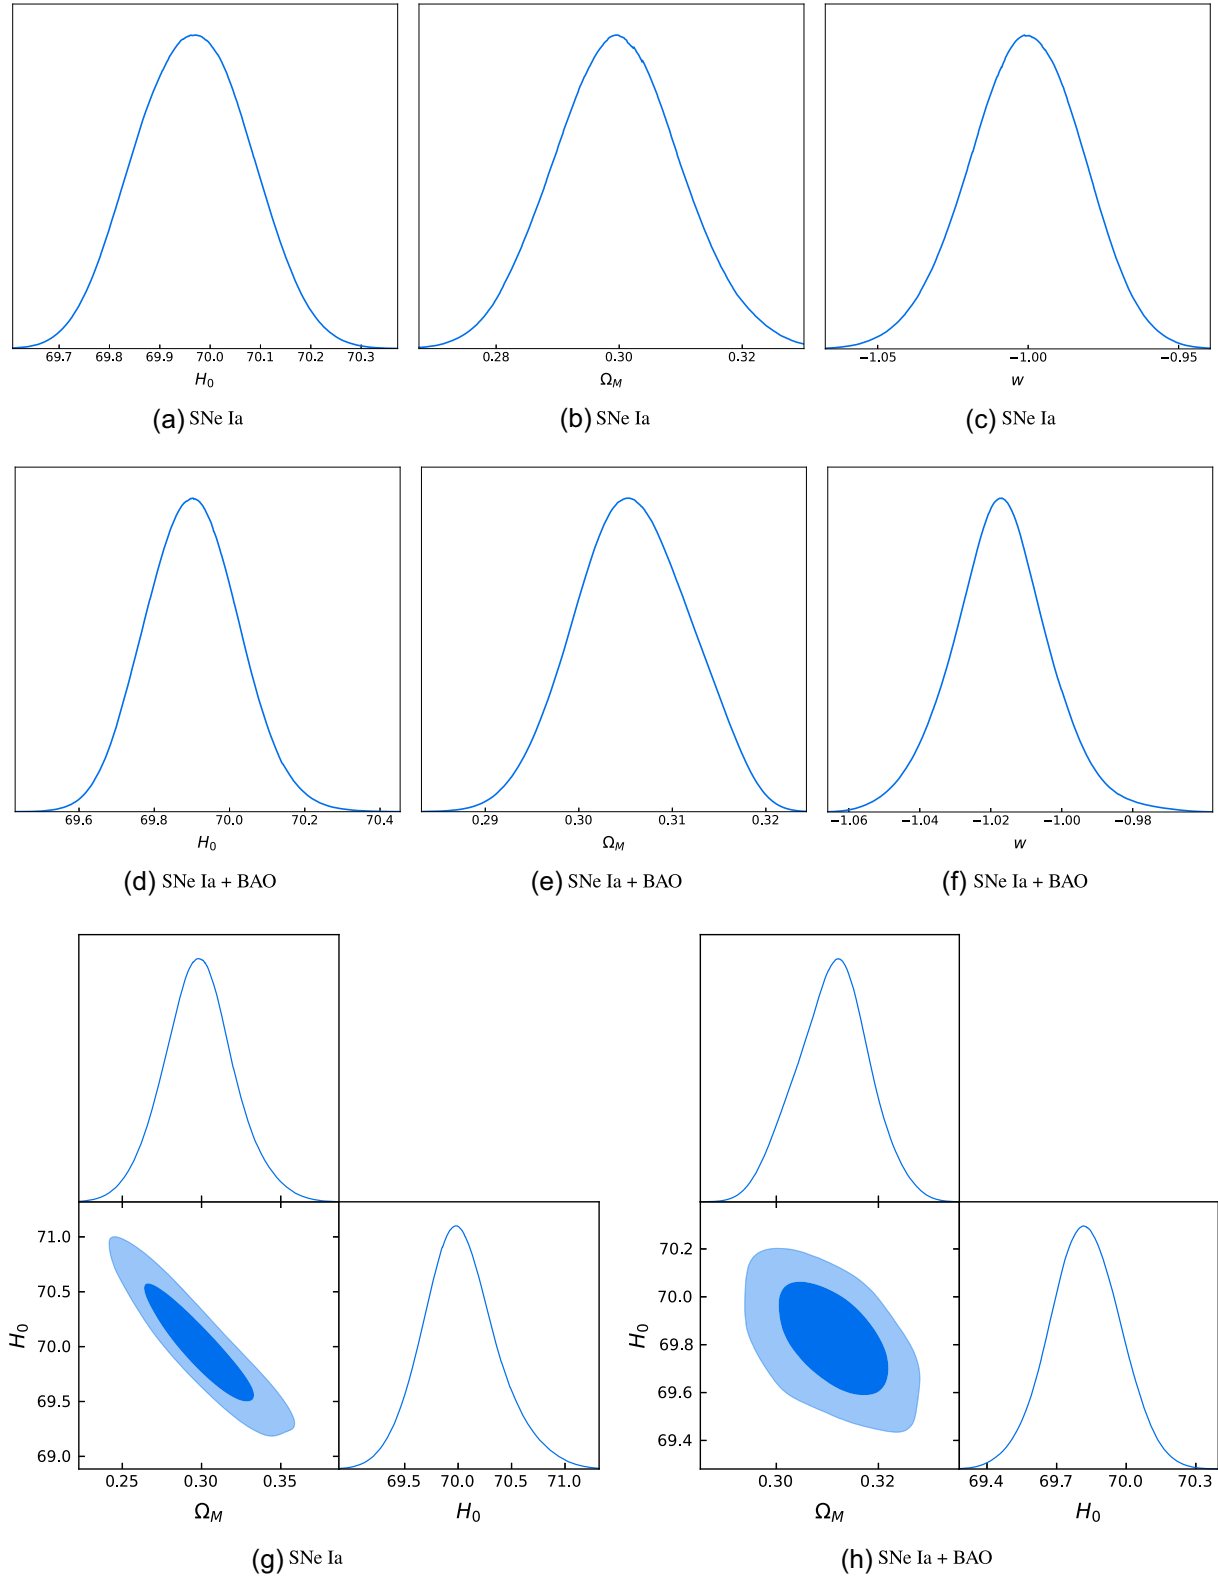 69.7 69.8 69.9 70.0 70.1 70.2 70.3
H₀
(a) SNe Ia
0.28 0.30 0.32
Ω_M
(b) SNe Ia
−1.05 −1.00 −0.95
w
(c) SNe Ia
69.6 69.8 70.0 70.2 70.4
H₀
(d) SNe Ia + BAO
0.29 0.30 0.31 0.32
Ω_M
(e) SNe Ia + BAO
−1.06 −1.04 −1.02 −1.00 −0.98
w
(f) SNe Ia + BAO
71.0
70.5
70.0
69.5
69.0
H₀
0.25 0.30 0.35
Ω_M
69.5 70.0 70.5 71.0
H₀
(g) SNe Ia
70.2
70.0
69.8
69.6
69.4
H₀
0.30 0.32
Ω_M
69.4 69.7 70.0 70.3
H₀
(h) SNe Ia + BAO